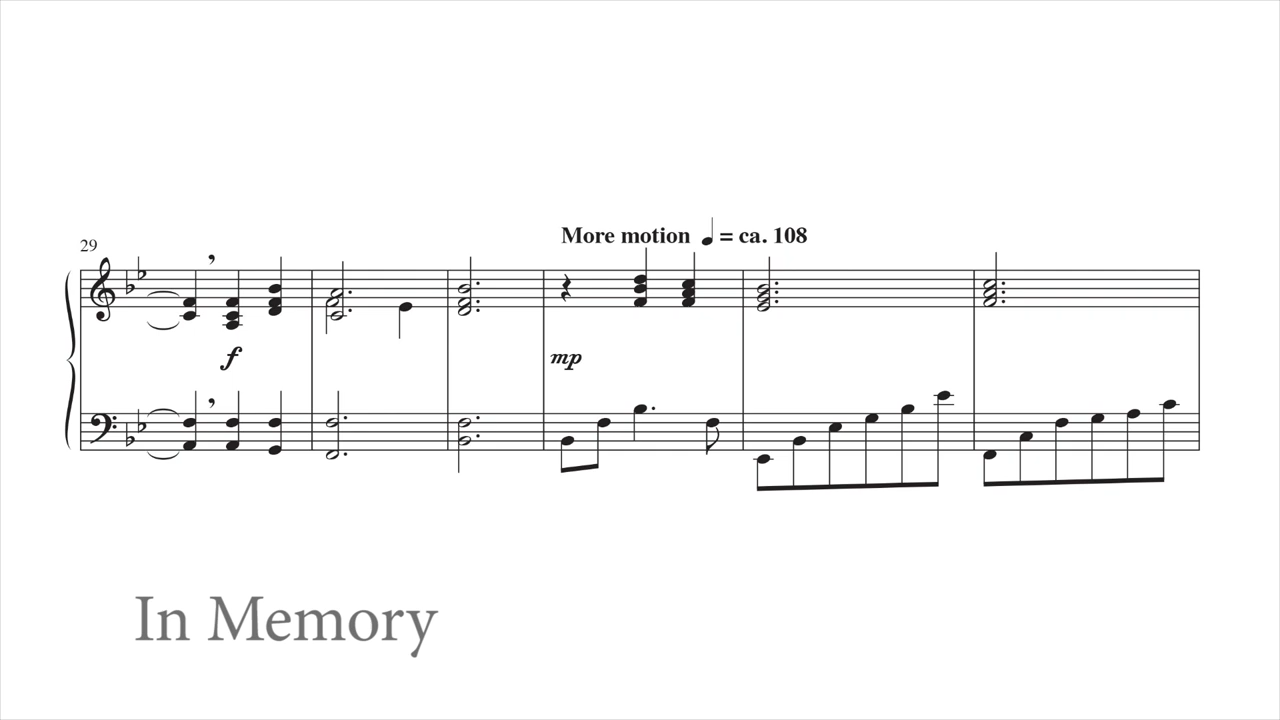 More motion ♩ = ca. 108
29
f
mp
In Memory